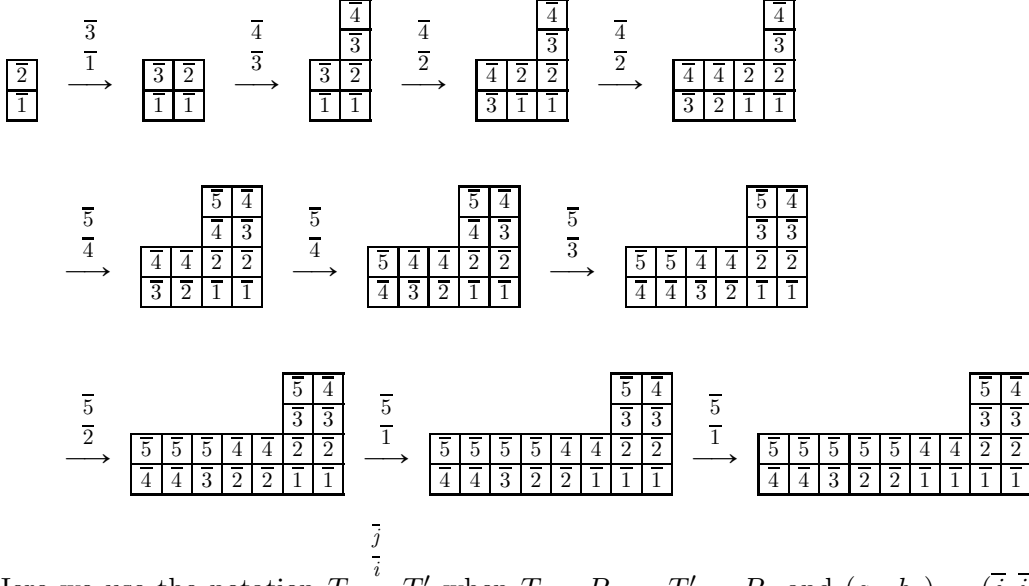 4̅ 4̅ 4̅
3̅ 4̅ 4̅ 4̅
3̅ 3̅ 3̅
1̅ 3̅ 2̅ 2̅
2̅ ⟶ 3̅ 2̅ ⟶ 3̅ 2̅ ⟶ 4̅ 2̅ 2̅ ⟶ 4̅ 4̅ 2̅ 2̅
1̅ 1̅ 1̅ 1̅ 1̅ 3̅ 1̅ 1̅ 3̅ 2̅ 1̅ 1̅
5̅ 4̅ 5̅ 4̅ 5̅ 4̅
5̅ 5̅ 5̅
4̅ 3̅ 4̅ 3̅ 3̅ 3̅
4̅ 4̅ 3̅
⟶ 4̅ 4̅ 2̅ 2̅ ⟶ 5̅ 4̅ 4̅ 2̅ 2̅ ⟶ 5̅ 5̅ 4̅ 4̅ 2̅ 2̅
3̅ 2̅ 1̅ 1̅ 4̅ 3̅ 2̅ 1̅ 1̅ 4̅ 4̅ 3̅ 2̅ 1̅ 1̅
5̅ 4̅ 5̅ 4̅ 5̅ 4̅
5̅ 5̅ 5̅
3̅ 3̅ 3̅ 3̅ 3̅ 3̅
2̅ 1̅ 1̅
⟶ 5̅ 5̅ 5̅ 4̅ 4̅ 2̅ 2̅ ⟶ 5̅ 5̅ 5̅ 5̅ 4̅ 4̅ 2̅ 2̅ ⟶ 5̅ 5̅ 5̅ 5̅ 5̅ 4̅ 4̅ 2̅ 2̅
4̅ 4̅ 3̅ 2̅ 2̅ 1̅ 1̅ 4̅ 4̅ 3̅ 2̅ 2̅ 1̅ 1̅ 1̅ 4̅ 4̅ 3̅ 2̅ 2̅ 1̅ 1̅ 1̅ 1̅
j̅
i̅
Here we use the notation T T′ when T and